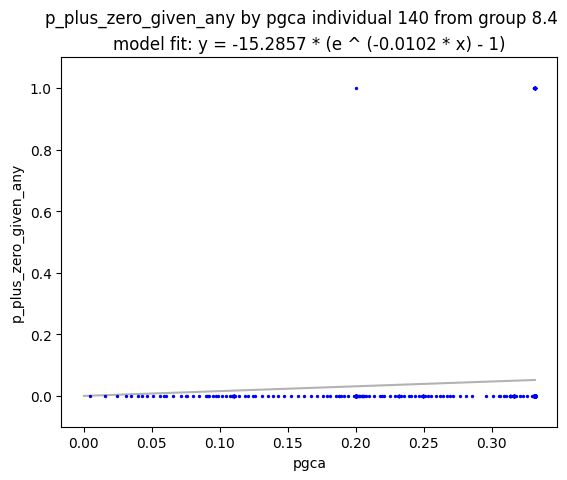 p_plus_zero_given_any by pgca individual 140 from group 8.4
model fit: y = -15.2857 * (e ^ (-0.0102 * x) - 1)
p_plus_zero_given_any
1.0
0.8
0.6
0.4
0.2
0.0
0.00 0.05 0.10 0.15 0.20 0.25 0.30
pgca